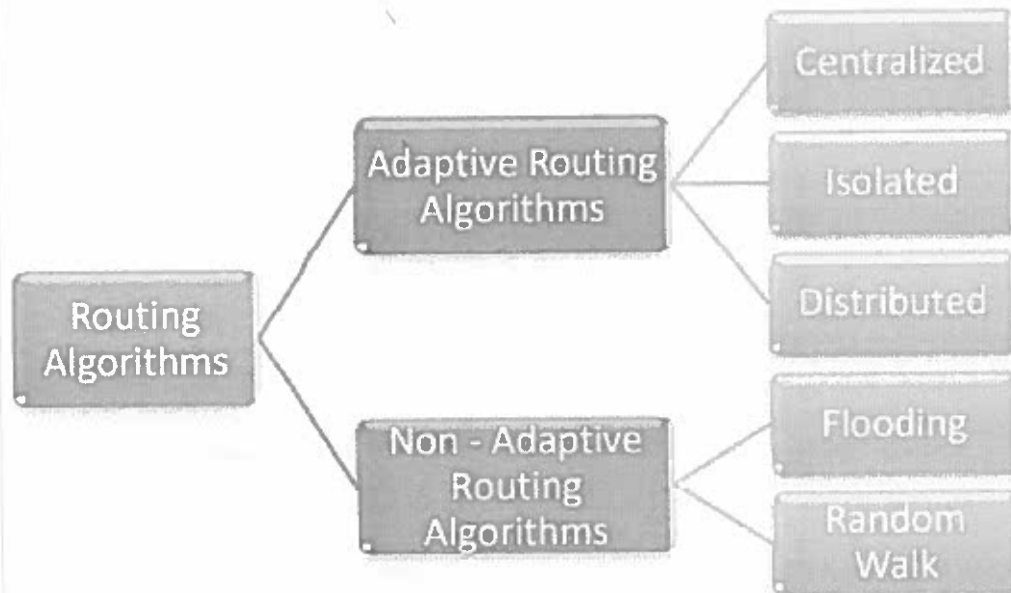 Routing
Algorithms
Adaptive Routing
Algorithms
Centralized
Isolated
Distributed
Non - Adaptive
Routing
Algorithms
Flooding
Random
Walk